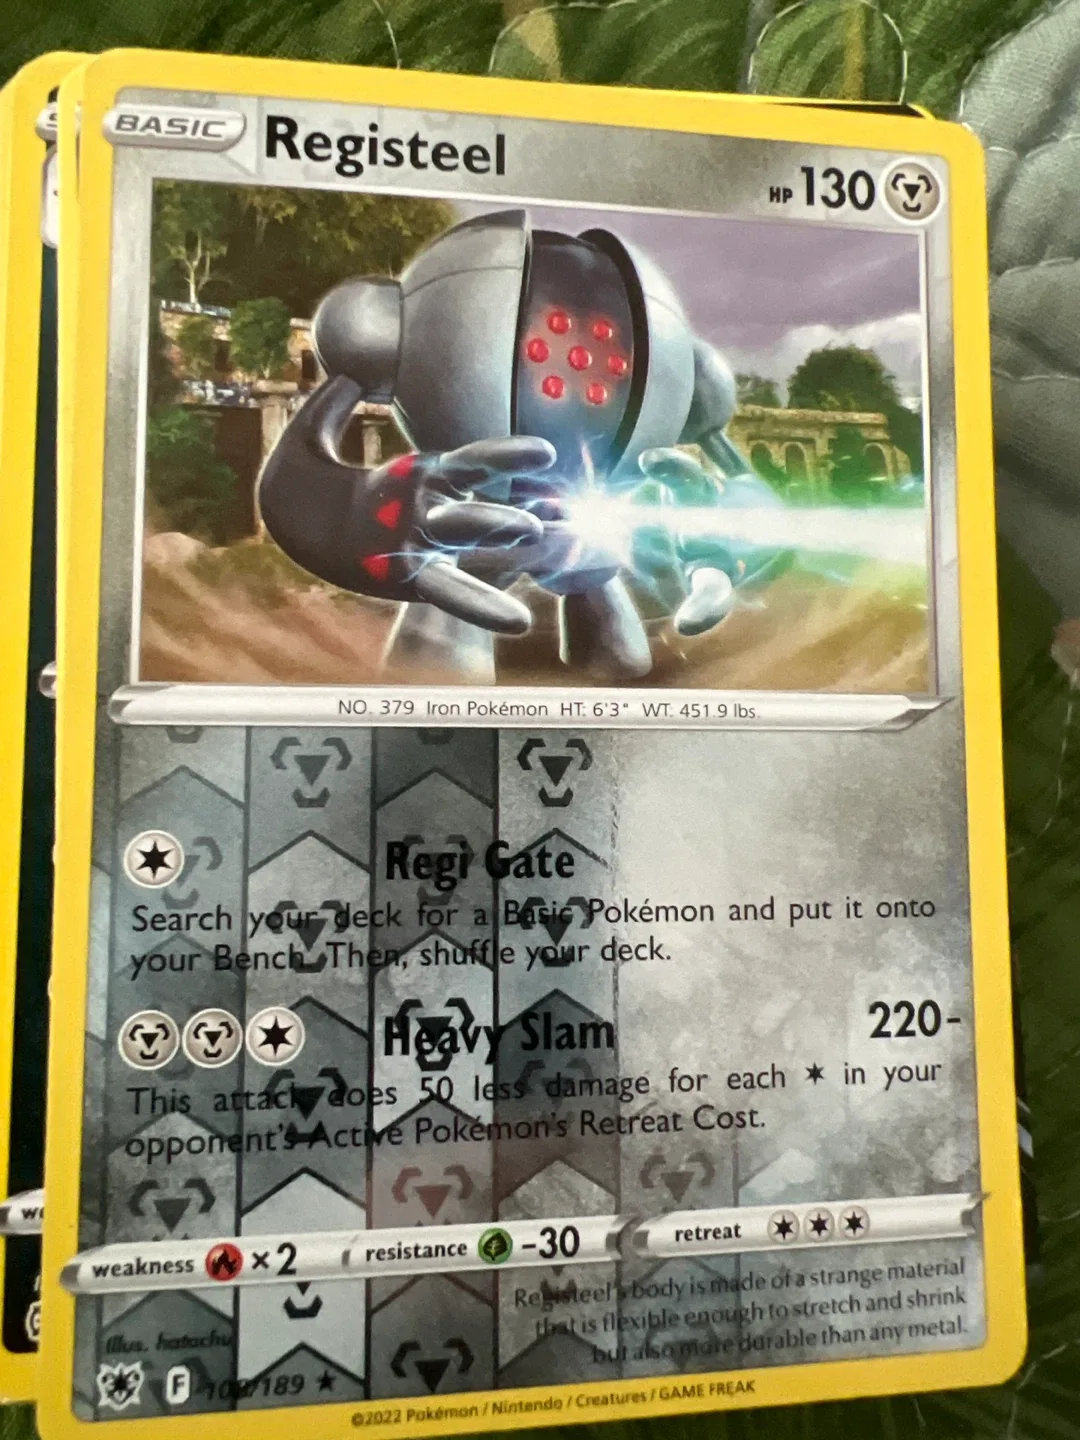 BASIC
Registeel
HP 130
NO. 379 Iron Pokémon HT: 6'3" WT: 451.9 lbs.
Regi Gate
Search your deck for a Basic Pokémon and put it onto
your Bench. Then, shuffle your deck.
Heavy Slam 220-
This attack does 50 less damage for each in your
opponent's Active Pokémon's Retreat Cost.
weakness ×2 resistance -30 retreat
Registeel's body is made of a strange material
that is flexible enough to stretch and shrink
but also more durable than any metal.
Illus. hatachu
F /189 ★
©2022 Pokémon / Nintendo / Creatures / GAME FREAK